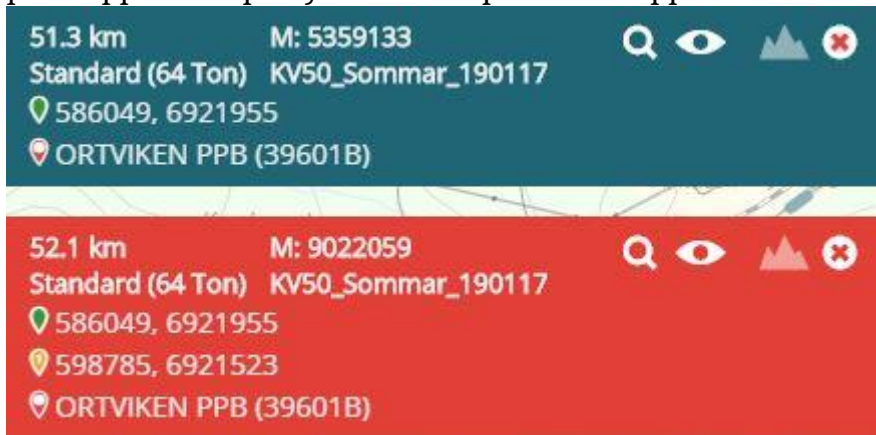 51.3 km M: 5359133
Standard (64 Ton) KV50_Sommar_190117
586049, 6921955
ORTVIKEN PPB (39601B)
52.1 km M: 9022059
Standard (64 Ton) KV50_Sommar_190117
586049, 6921955
598785, 6921523
ORTVIKEN PPB (39601B)